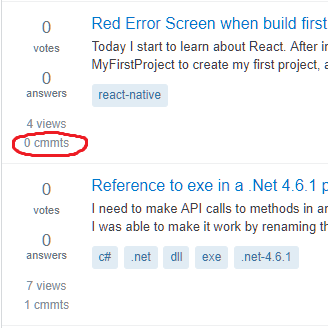 0
votes
0
answers
4 views
0 cmmts
Red Error Screen when build first
Today I start to learn about React. After in
MyFirstProject to create my first project, a
react-native
0
votes
0
answers
7 views
1 cmmts
Reference to exe in a .Net 4.6.1 p
I need to make API calls to methods in an
I was able to make it work by renaming th
c# .net dll exe .net-4.6.1